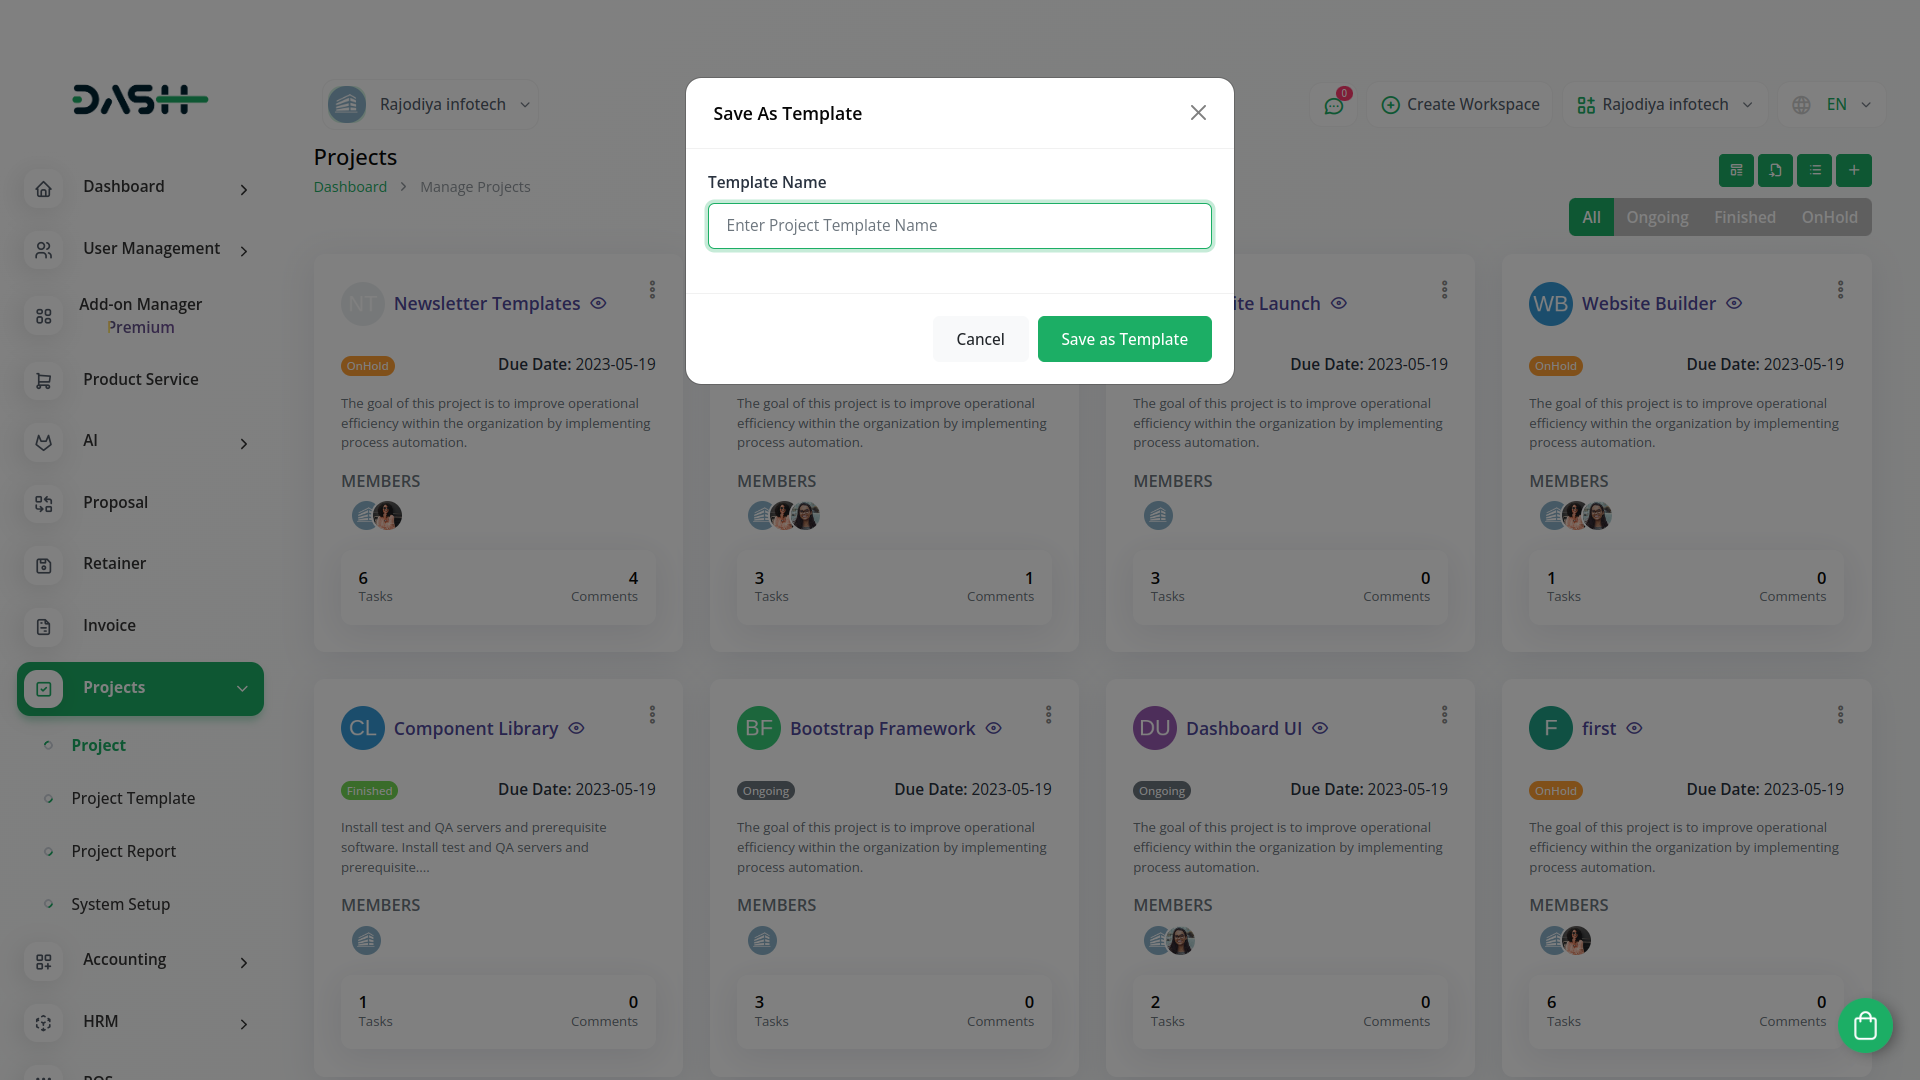 DASH
Rajodiya infotech
0
Create Workspace
Rajodiya infotech
EN
Save As Template
Template Name
Enter Project Template Name
Cancel
Save as Template
Projects
Dashboard > Manage Projects
All
Ongoing
Finished
OnHold
Dashboard
User Management
Add-on Manager
Premium
Product Service
AI
Proposal
Retainer
Invoice
Projects
Project
Project Template
Project Report
System Setup
Accounting
HRM
POS
NT
Newsletter Templates
OnHold
Due Date: 2023-05-19
The goal of this project is to improve operational
efficiency within the organization by implementing
process automation.
MEMBERS
6
4
Tasks
Comments
The goal of this project is to improve operational
efficiency within the organization by implementing
process automation.
MEMBERS
3
1
Tasks
Comments
ite Launch
Due Date: 2023-05-19
The goal of this project is to improve operational
efficiency within the organization by implementing
process automation.
MEMBERS
3
0
Tasks
Comments
WB
Website Builder
OnHold
Due Date: 2023-05-19
The goal of this project is to improve operational
efficiency within the organization by implementing
process automation.
MEMBERS
1
0
Tasks
Comments
CL
Component Library
Finished
Due Date: 2023-05-19
Install test and QA servers and prerequisite
software. Install test and QA servers and
prerequisite....
MEMBERS
1
0
Tasks
Comments
BF
Bootstrap Framework
Ongoing
Due Date: 2023-05-19
The goal of this project is to improve operational
efficiency within the organization by implementing
process automation.
MEMBERS
3
0
Tasks
Comments
DU
Dashboard UI
Ongoing
Due Date: 2023-05-19
The goal of this project is to improve operational
efficiency within the organization by implementing
process automation.
MEMBERS
2
0
Tasks
Comments
F
first
OnHold
Due Date: 2023-05-19
The goal of this project is to improve operational
efficiency within the organization by implementing
process automation.
MEMBERS
6
0
Tasks
Comments